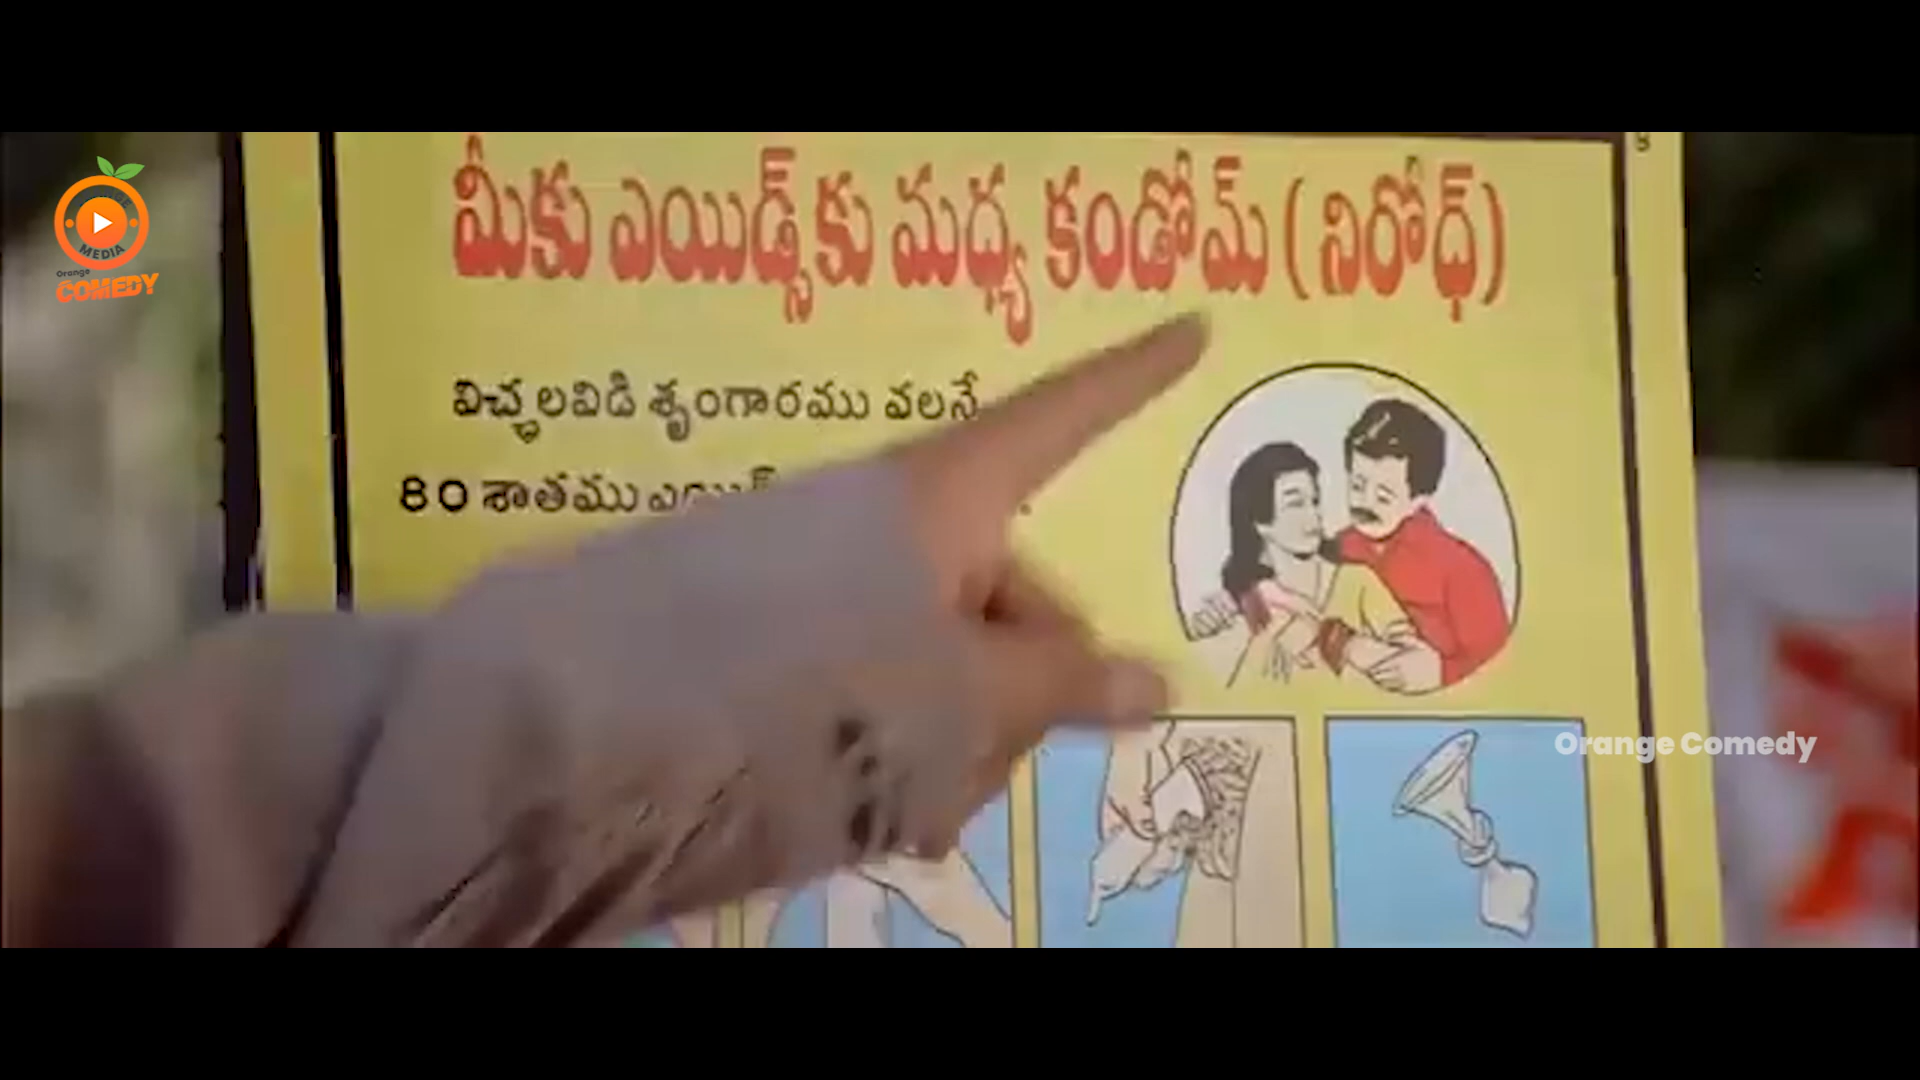 మీకు ఎయిడ్స్ కు మధ్య కండోమ్ ( నిరోధ్ )
విచ్చలవిడి శృంగారము వలనే
80 శాతము
MEDIA
Orange
COMEDY
Orange Comedy